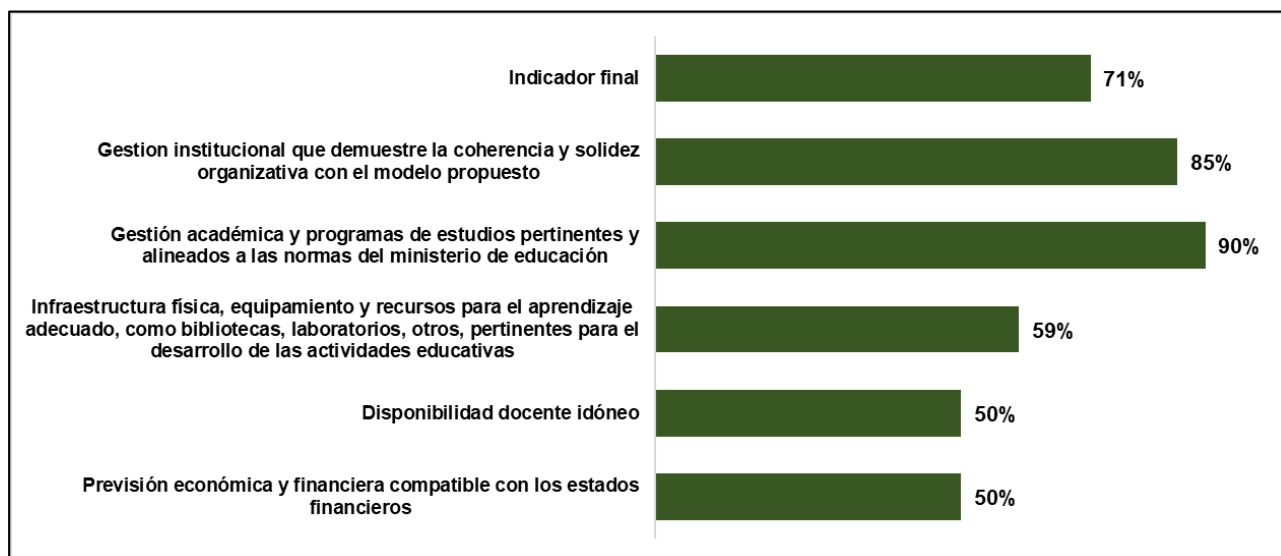 Indicador final
71%
Gestion institucional que demuestre la coherencia y solidez
organizativa con el modelo propuesto
85%
Gestión académica y programas de estudios pertinentes y
alineados a las normas del ministerio de educación
90%
Infraestructura física, equipamiento y recursos para el aprendizaje
adecuado, como bibliotecas, laboratorios, otros, pertinentes para el
desarrollo de las actividades educativas
59%
Disponibilidad docente idóneo
50%
Previsión económica y financiera compatible con los estados
financieros
50%